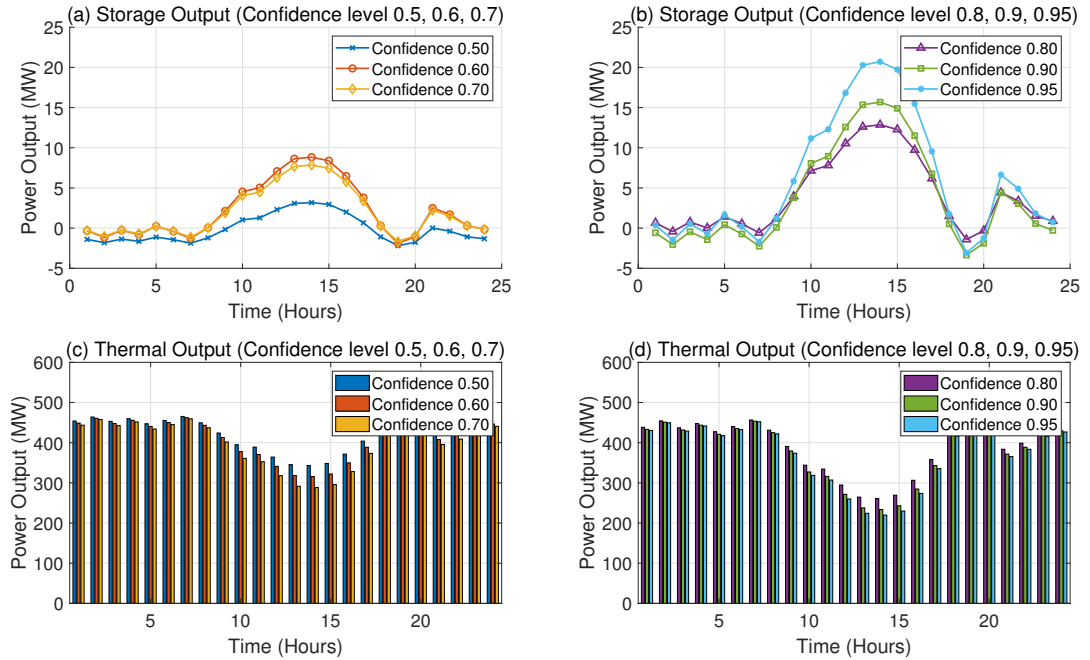 (a) Storage Output (Confidence level 0.5, 0.6, 0.7)
Power Output (MW)
25
20
15
10
5
0
-5
0 5 10 15 20 25
Time (Hours)
Confidence 0.50
Confidence 0.60
Confidence 0.70
(b) Storage Output (Confidence level 0.8, 0.9, 0.95)
Power Output (MW)
25
20
15
10
5
0
-5
0 5 10 15 20 25
Time (Hours)
Confidence 0.80
Confidence 0.90
Confidence 0.95
(c) Thermal Output (Confidence level 0.5, 0.6, 0.7)
Power Output (MW)
600
500
400
300
200
100
0
5 10 15 20
Time (Hours)
Confidence 0.50
Confidence 0.60
Confidence 0.70
(d) Thermal Output (Confidence level 0.8, 0.9, 0.95)
Power Output (MW)
600
500
400
300
200
100
0
5 10 15 20
Time (Hours)
Confidence 0.80
Confidence 0.90
Confidence 0.95